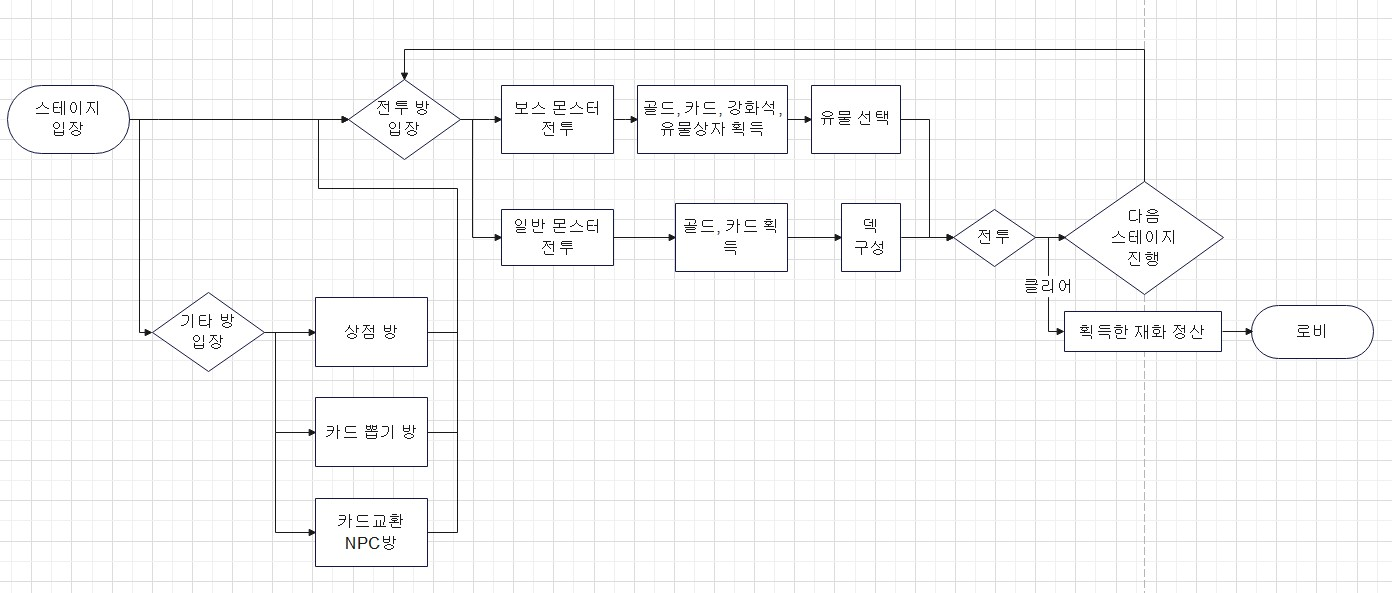 스테이지
입장
전투 방
입장
보스 몬스터
전투
골드, 카드, 강화석,
유물상자 획득
유물 선택
일반 몬스터
전투
골드, 카드 획
득
덱
구성
전투
다음
스테이지
진행
클리어
획득한 재화 정산
로비
기타 방
입장
상점 방
카드 뽑기 방
카드교환
NPC방